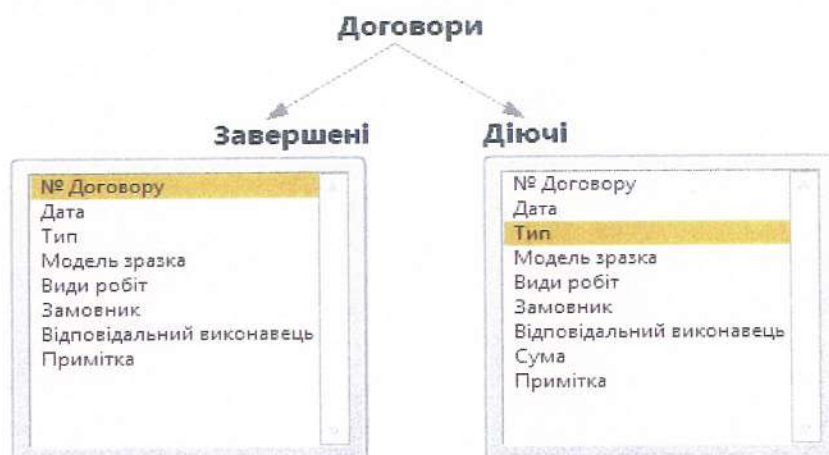 Договори
Завершені
№ Договору
Дата
Тип
Модель зразка
Види робіт
Замовник
Відповідальний виконавець
Примітка
Діючі
№ Договору
Дата
Тип
Модель зразка
Види робіт
Замовник
Відповідальний виконавець
Сума
Примітка